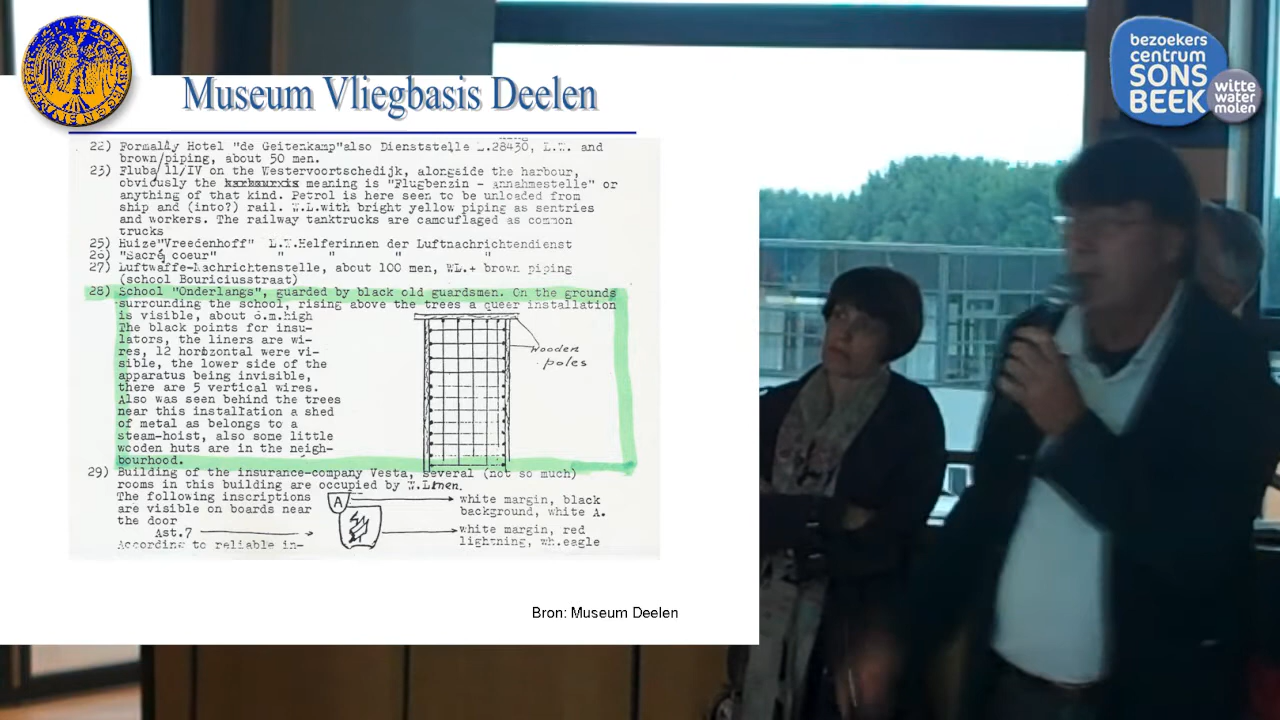 Museum Vliegbasis Deelen
bezoekers
centrum
SONS
BEEK
witte
water
molen
22) Formally Hotel "de Geitenkamp"also Dienststelle L.28430, L.W. and
brown/piping, about 50 men.
23) Fluba/11/IV on the Westervoortschedijk, alongside the harbour,
obviously the meaning is "Flugbenzin - annahmestelle" or
anything of that kind. Petrol is here seen to be unloaded from
ship and (into?) rail. W.L.with bright yellow piping as sentries
and workers. The railway tanktrucks are camouflaged as common
trucks
25) Huize"Vreedenhoff" L.W.Helferinnen der Luftnachrichtendienst
26) "Sacré coeur" " " " "
27) Luftwaffe-Nachrichtenstelle, about 100 men, WL.+ brown piping
(school Bouriciusstraat)
28) School "Onderlangs", guarded by black old guardsmen. On the grounds
surrounding the school, rising above the trees a queer installation
is visible, about 8.m.high
The black points for insu-
lators, the liners are wi-
res, 12 horizontal were vi-
sible, the lower side of the
apparatus being invisible,
there are 5 vertical wires.
Also was seen behind the trees
near this installation a shed
of metal as belongs to a
steam-hoist, also some little
wooden huts are in the neigh-
bourhood.
wooden
poles
29) Building of the insurance-company Vesta, several (not so much)
rooms in this building are occupied by W.L.men.
The following inscriptions
are visible on boards near
the door
Ast.7
According to reliable in-
A
white margin, black
background, white A.
white margin, red
lightning, wh.eagle
Bron: Museum Deelen